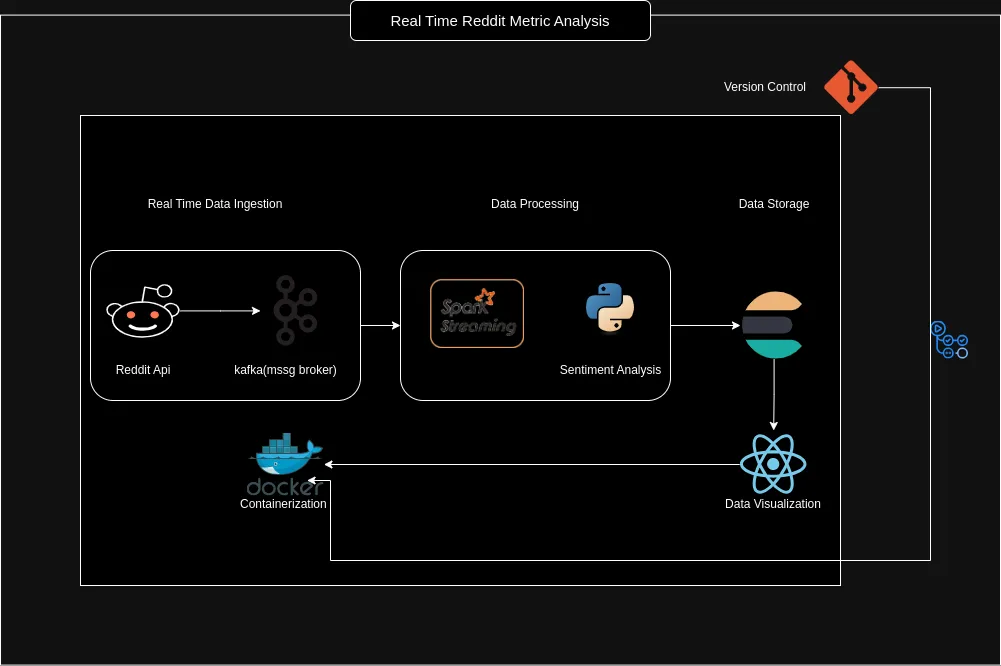 Real Time Reddit Metric Analysis
Version Control
Real Time Data Ingestion
Data Processing
Data Storage
Spark
Streaming
Reddit Api
kafka(mssg broker)
Sentiment Analysis
docker
Containerization
Data Visualization